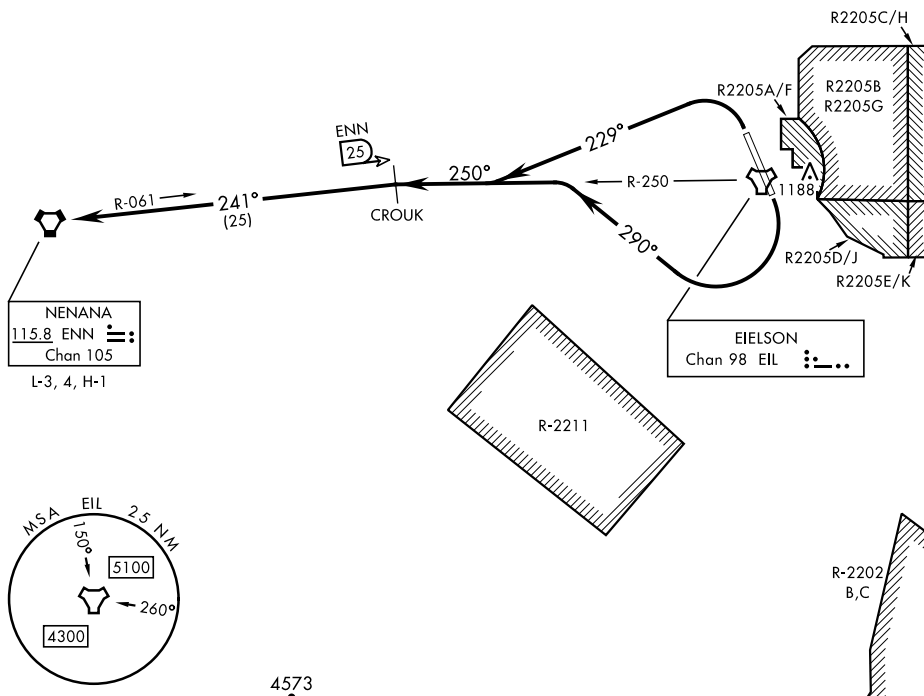 R2205C/H
R2205A/F
R2205B
R2205G
ENN
25
229°
R-061
241°
(25)
250°
R-250
CROUK
1188
290°
R2205D/J
R2205E/K
NENANA
115.8 ENN
Chan 105
L-3, 4, H-1
EIELSON
Chan 98 EIL
R-2211
MSA EIL 25 NM
150°
5100
260°
4300
R-2202
B,C
4573